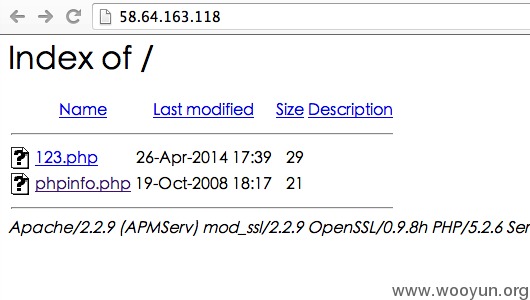 58.64.163.118
Index of /
Name Last modified Size Description
123.php 26-Apr-2014 17:39 29
phpinfo.php 19-Oct-2008 18:17 21
Apache/2.2.9 (APMServ) mod_ssl/2.2.9 OpenSSL/0.9.8h PHP/5.2.6 Ser
www.wooyun.org